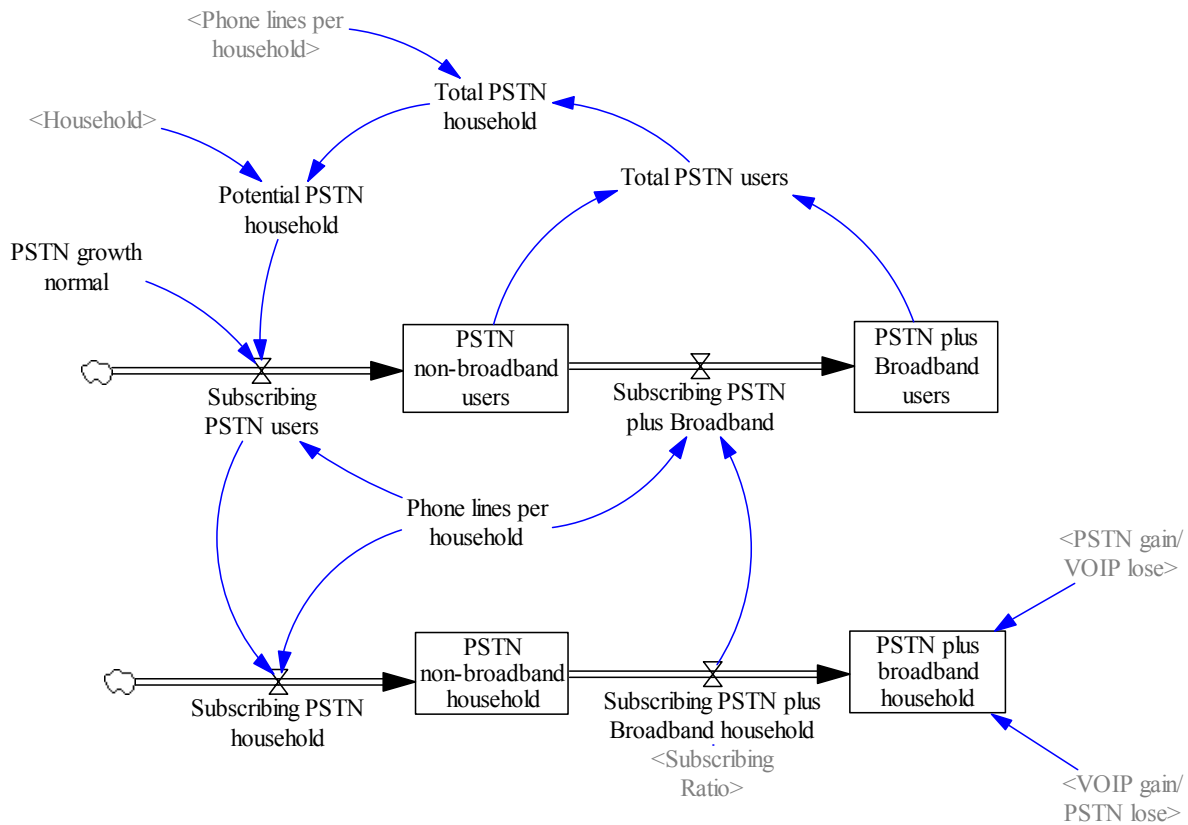 <Phone lines per
household>
Total PSTN
household
<Household>
Total PSTN users
Potential PSTN
household
PSTN growth
normal
PSTN
non-broadband
users
PSTN plus
Broadband
users
Subscribing
PSTN users
Subscribing PSTN
plus Broadband
Phone lines per
household
<PSTN gain/
VOIP lose>
PSTN
non-broadband
household
PSTN plus
broadband
household
Subscribing PSTN
household
Subscribing PSTN plus
Broadband household
<Subscribing
Ratio>
<VOIP gain/
PSTN lose>